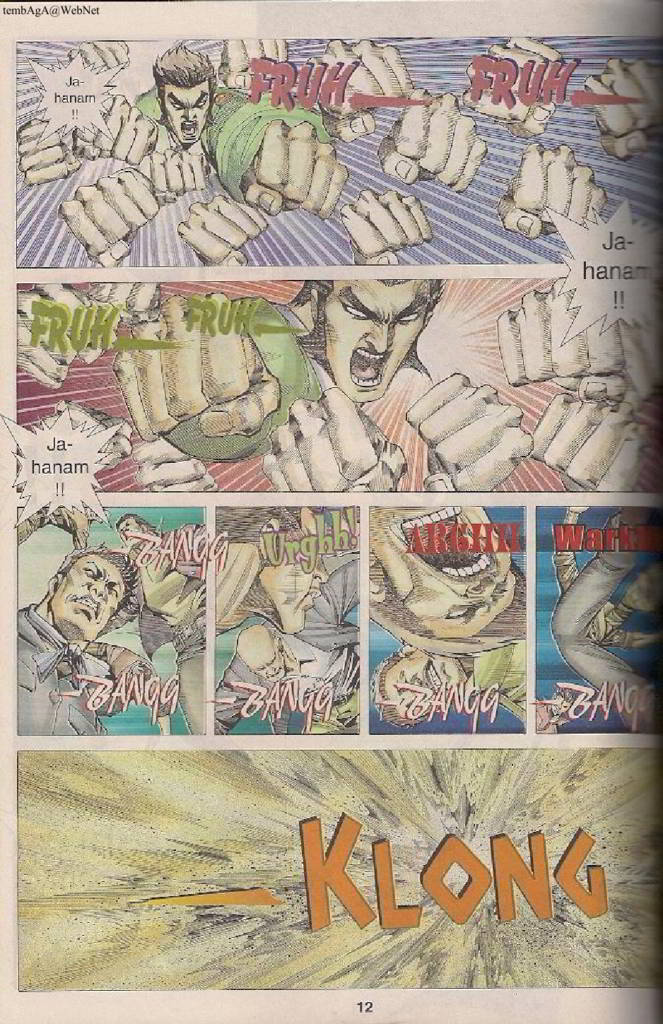 tembAgA@WebNet
Ja-
hanam
!!
FRUH
FRUH
Ja-
hanam
!!
FRUH
FRUH
Ja-
hanam
!!
BANGG
BANGG
Urghh!
BANGG
ARGHH
BANGG
BANGG
KLONG
12